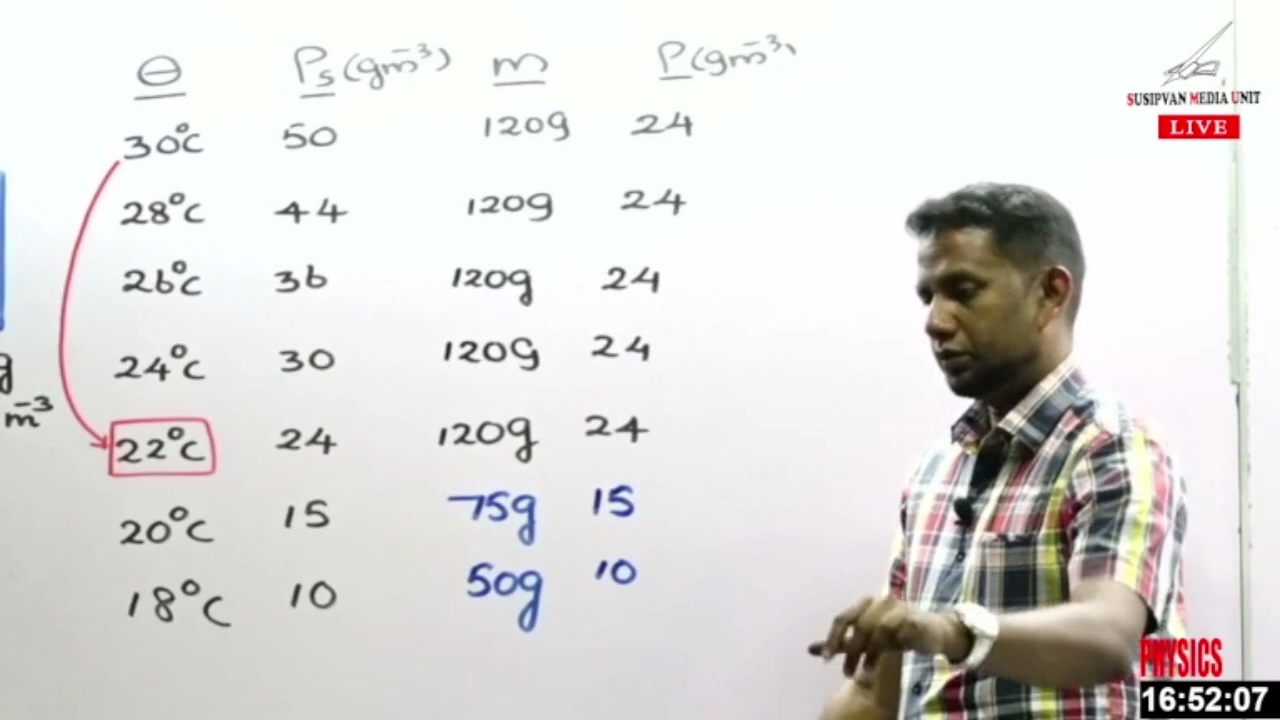 θ ρs (gm⁻³) m ρ (gm⁻³)
30°C 50 120g 24
28°C 44 120g 24
26°C 36 120g 24
24°C 30 120g 24
g
m⁻³
22°C 24 120g 24
20°C 15 75g 15
18°C 10 50g 10
SUSIPVAN MEDIA UNIT
LIVE
PHYSICS
16:52:07